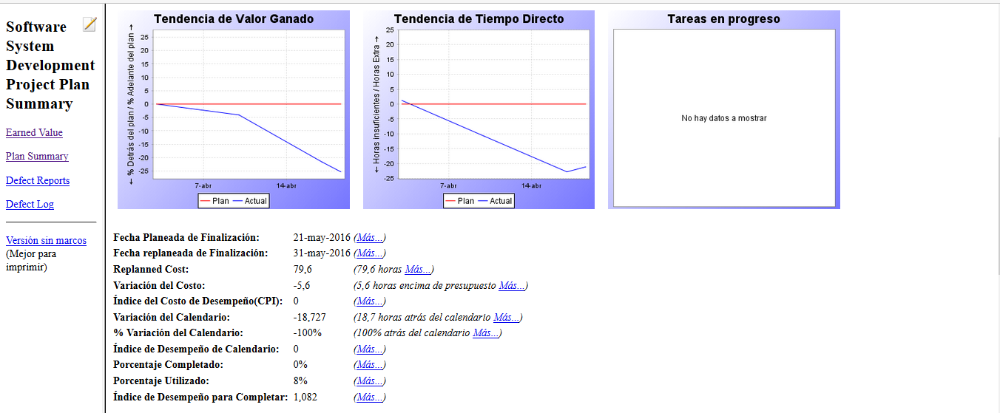 Software
System
Development
Project Plan
Summary
Earned Value
Plan Summary
Defect Reports
Defect Log
Versión sin marcos
(Mejor para
imprimir)
Tendencia de Valor Ganado
← % Detrás del plan / % Adelante del plan →
25
20
15
10
5
0
-5
-10
-15
-20
-25
7-abr
14-abr
Plan
Actual
Tendencia de Tiempo Directo
← Horas insuficientes / Horas Extra →
25
20
15
10
5
0
-5
-10
-15
-20
-25
7-abr
14-abr
Plan
Actual
Tareas en progreso
No hay datos a mostrar
Fecha Planeada de Finalización: 21-may-2016 (Más...)
Fecha replaneada de Finalización: 31-may-2016 (Más...)
Replanned Cost: 79,6 (79,6 horas Más...)
Variación del Costo: -5,6 (5,6 horas encima de presupuesto Más...)
Índice del Costo de Desempeño(CPI): 0 (Más...)
Variación del Calendario: -18,727 (18,7 horas atrás del calendario Más...)
% Variación del Calendario: -100% (100% atrás del calendario Más...)
Índice de Desempeño de Calendario: 0 (Más...)
Porcentaje Completado: 0% (Más...)
Porcentaje Utilizado: 8% (Más...)
Índice de Desempeño para Completar: 1,082 (Más...)